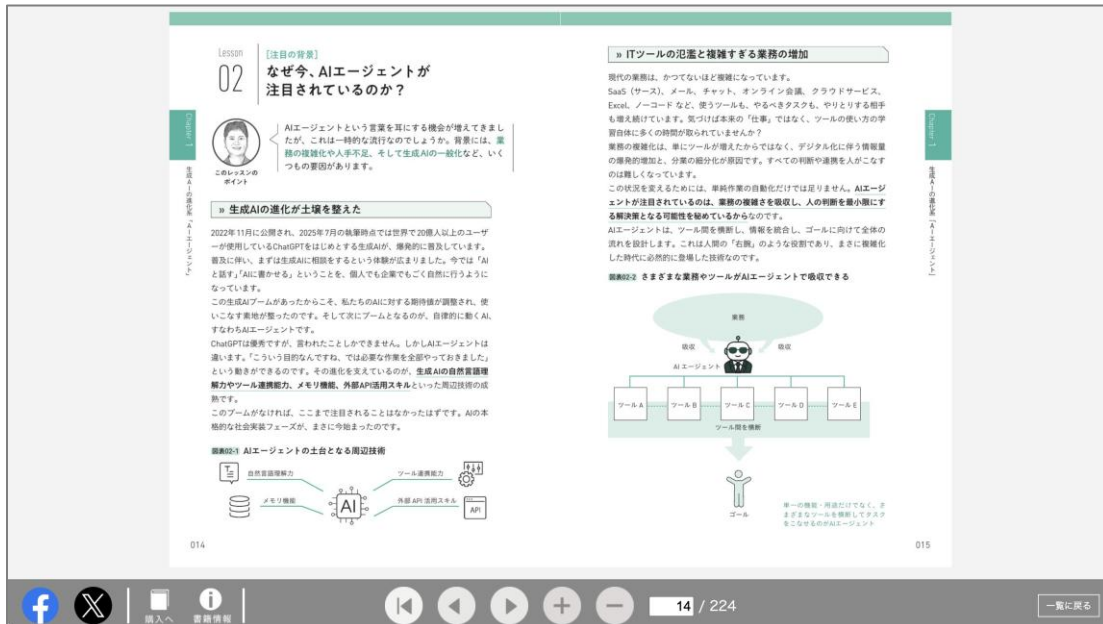 Lesson
02
[注目の背景]
なぜ今、AIエージェントが
注目されているのか？
このレッスンの
ポイント
AIエージェントという言葉を耳にする機会が増えてきまし
たが、これは一時的な流行なのでしょうか。背景には、業
務の複雑化や人手不足、そして生成AIの一般化など、いく
つもの要因があります。
Chapter 1
生成AIの進化系「AIエージェント」
» 生成AIの進化が土壌を整えた
2022年11月に公開され、2025年7月の執筆時点では世界で20億人以上のユーザ
ーが使用しているChatGPTをはじめとする生成AIが、爆発的に普及しています。
普及に伴い、まずは生成AIに相談をするという体験が広まりました。今では「AI
と話す」「AIに書かせる」ということを、個人でも企業でもごく自然に行うように
なっています。
この生成AIブームがあったからこそ、私たちのAIに対する期待値が調整され、使
いこなす素地が整ったのです。そして次にブームとなるのが、自律的に動くAI、
すなわちAIエージェントです。
ChatGPTは優秀ですが、言われたことしかできません。しかしAIエージェントは
違います。「こういう目的なんですね、では必要な作業を全部やっておきました」
という動きができるのです。その進化を支えているのが、生成AIの自然言語理
解力やツール連携能力、メモリ機能、外部API活用スキルといった周辺技術の成
熟です。
このブームがなければ、ここまで注目されることはなかったはずです。AIの本
格的な社会実装フェーズが、まさに今始まったのです。
図表02-1 AIエージェントの土台となる周辺技術
自然言語理解力
ツール連携能力
メモリ機能
AI
外部API活用スキル
API
014
» ITツールの氾濫と複雑すぎる業務の増加
現代の業務は、かつてないほど複雑になっています。
SaaS（サース）、メール、チャット、オンライン会議、クラウドサービス、
Excel、ノーコード など、使うツールも、やるべきタスクも、やりとりする相手
も増え続けています。気づけば本来の「仕事」ではなく、ツールの使い方の学
習自体に多くの時間が取られていませんか？
業務の複雑化は、単にツールが増えたからではなく、デジタル化に伴う情報量
の爆発的増加と、分業の細分化が原因です。すべての判断や連携を人がこなす
のは難しくなっています。
この状況を変えるためには、単純作業の自動化だけでは足りません。AIエージ
ェントが注目されているのは、業務の複雑さを吸収し、人の判断を最小限にす
る解決策となる可能性を秘めているからなのです。
AIエージェントは、ツール間を横断し、情報を統合し、ゴールに向けて全体の
流れを設計します。これは人間の「右腕」のような役割であり、まさに複雑化
した時代に必然的に登場した技術なのです。
図表02-2 さまざまな業務やツールがAIエージェントで吸収できる
業務
吸収
吸収
AI エージェント
ツール A
ツール B
ツール C
ツール D
ツール E
ツール間を横断
ゴール
単一の機能・用途だけでなく、さ
まざまなツールを横断してタスク
をこなせるのがAIエージェント
Chapter 1
生成AIの進化系「AIエージェント」
015
購入へ
書籍情報
14 / 224
一覧に戻る